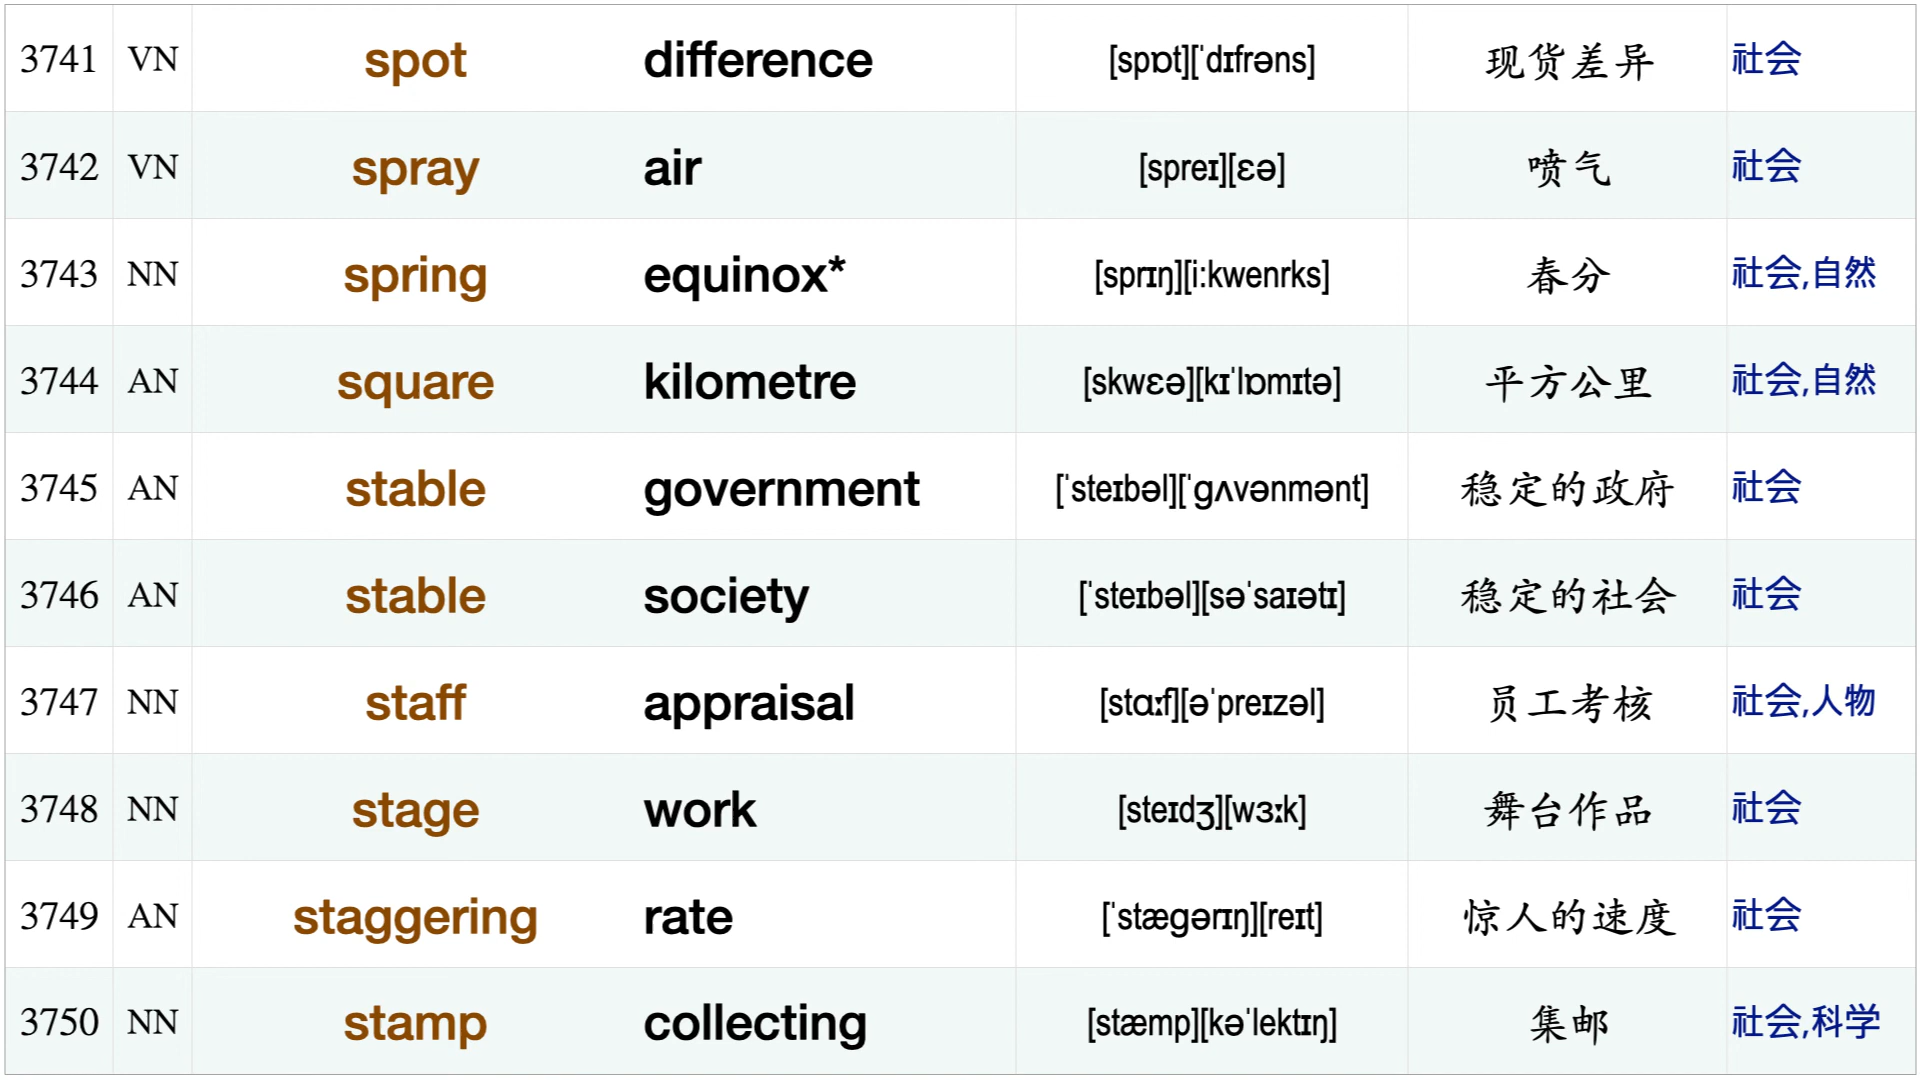 3741 VN spot difference [spɒt][ˈdɪfrəns] 现货差异 社会
3742 VN spray air [spreɪ][ɛə] 喷气 社会
3743 NN spring equinox* [sprɪŋ][i:kwenrks] 春分 社会,自然
3744 AN square kilometre [skwɛə][kɪˈlɒmɪtə] 平方公里 社会,自然
3745 AN stable government [ˈsteɪbəl][ˈgʌvənmənt] 稳定的政府 社会
3746 AN stable society [ˈsteɪbəl][səˈsaɪətɪ] 稳定的社会 社会
3747 NN staff appraisal [stɑːf][əˈpreɪzəl] 员工考核 社会,人物
3748 NN stage work [steɪdʒ][wɜːk] 舞台作品 社会
3749 AN staggering rate [ˈstægərɪŋ][reɪt] 惊人的速度 社会
3750 NN stamp collecting [stæmp][kəˈlektɪŋ] 集邮 社会,科学